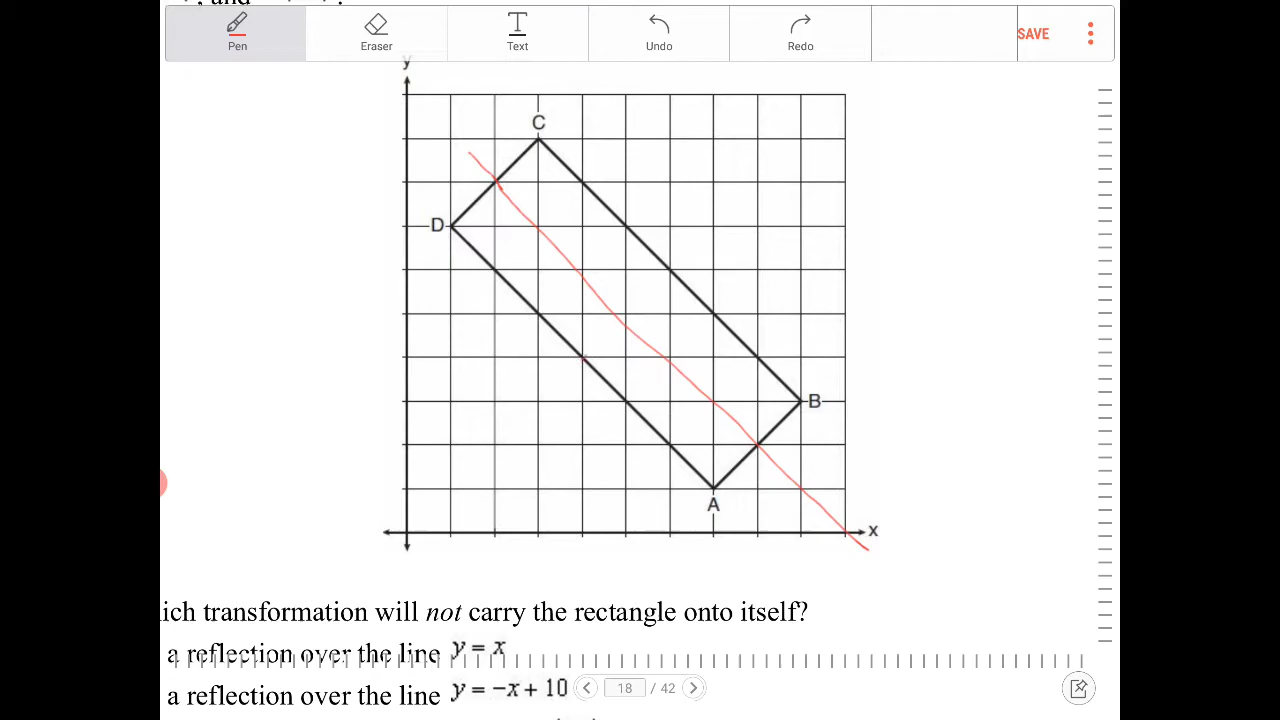 , and
Pen Eraser Text Undo Redo SAVE
y
C
D
B
A
x
ich transformation will not carry the rectangle onto itself?
a reflection over the line y = x
a reflection over the line y = −x + 10
18 / 42